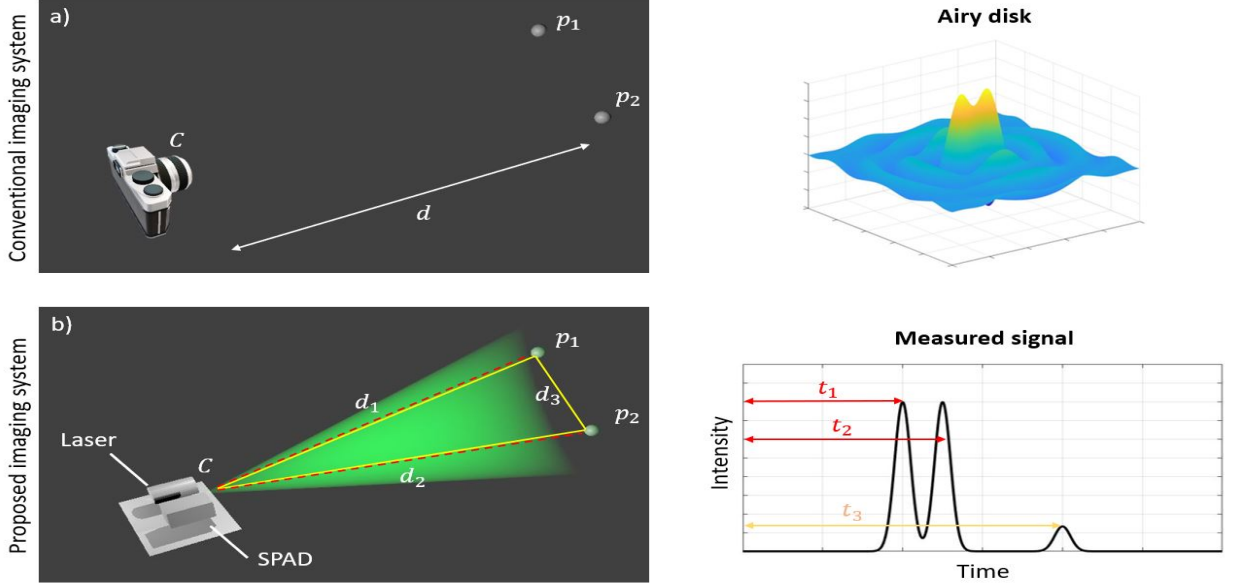 Conventional imaging system
a)
p₁
p₂
C
d
Airy disk
Proposed imaging system
b)
p₁
d₁
d₃
p₂
Laser
C
d₂
SPAD
Measured signal
t₁
t₂
t₃
Intensity
Time